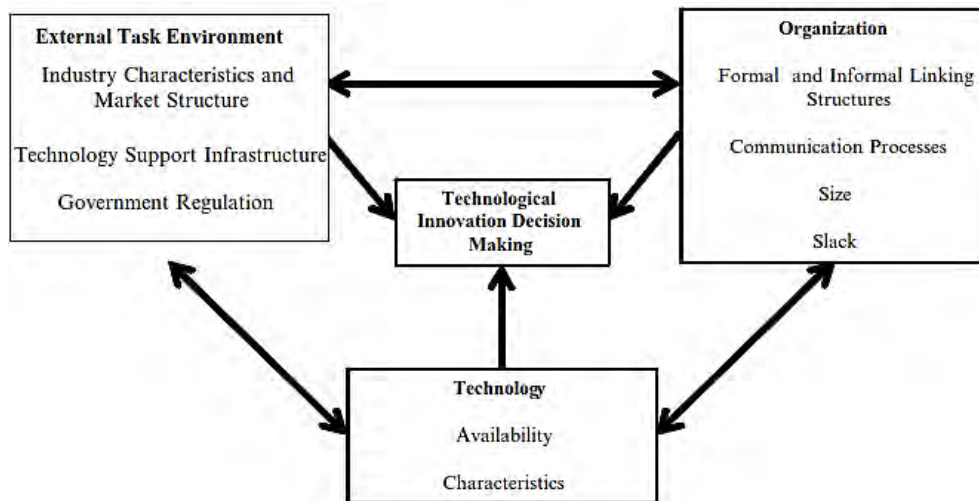 External Task Environment
Industry Characteristics and
Market Structure
Technology Support Infrastructure
Government Regulation
Organization
Formal and Informal Linking
Structures
Communication Processes
Size
Slack
Technological
Innovation Decision
Making
Technology
Availability
Characteristics